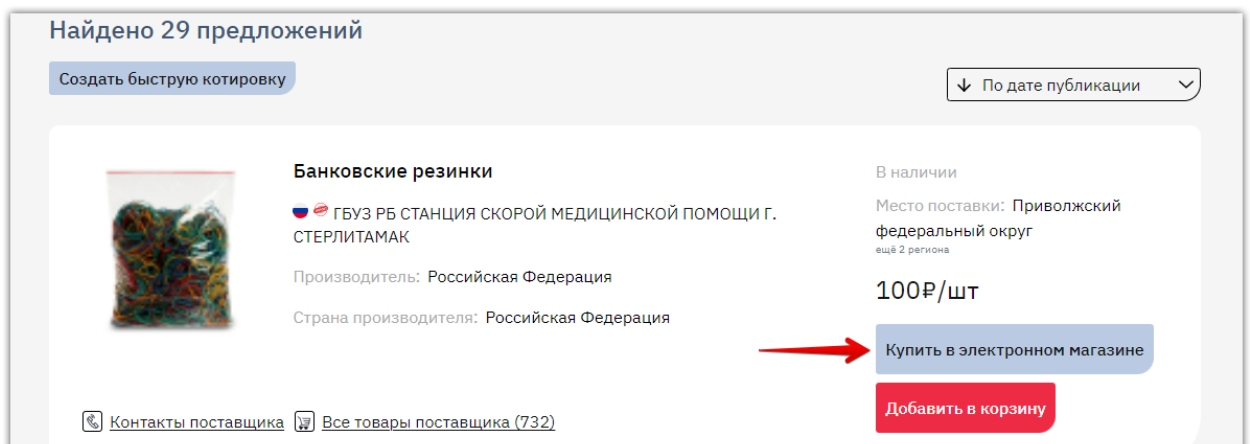 Найдено 29 предложений
Создать быструю котировку
По дате публикации
Банковские резинки
ГБУЗ РБ СТАНЦИЯ СКОРОЙ МЕДИЦИНСКОЙ ПОМОЩИ Г.
СТЕРЛИТАМАК
Производитель: Российская Федерация
Страна производителя: Российская Федерация
В наличии
Место поставки: Приволжский
федеральный округ
ещё 2 региона
100₽/шт
Купить в электронном магазине
Добавить в корзину
Контакты поставщика Все товары поставщика (732)